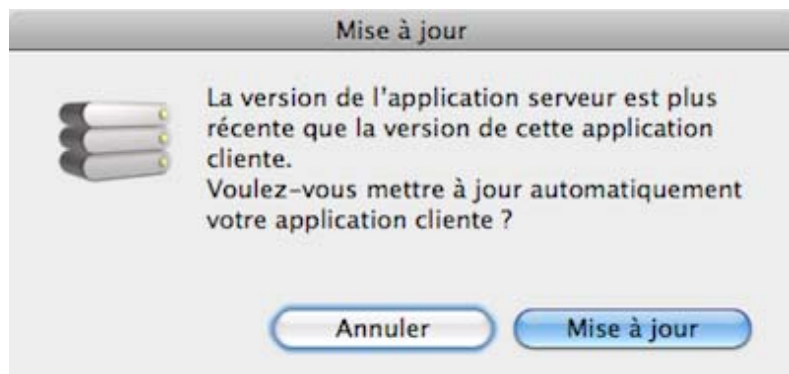 Mise à jour
La version de l'application serveur est plus
récente que la version de cette application
cliente.
Voulez-vous mettre à jour automatiquement
votre application cliente ?
Annuler
Mise à jour